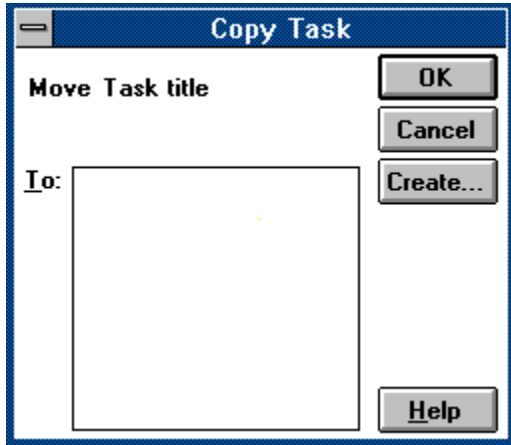 Copy Task
Move Task title
OK
Cancel
To:
Create...
Help